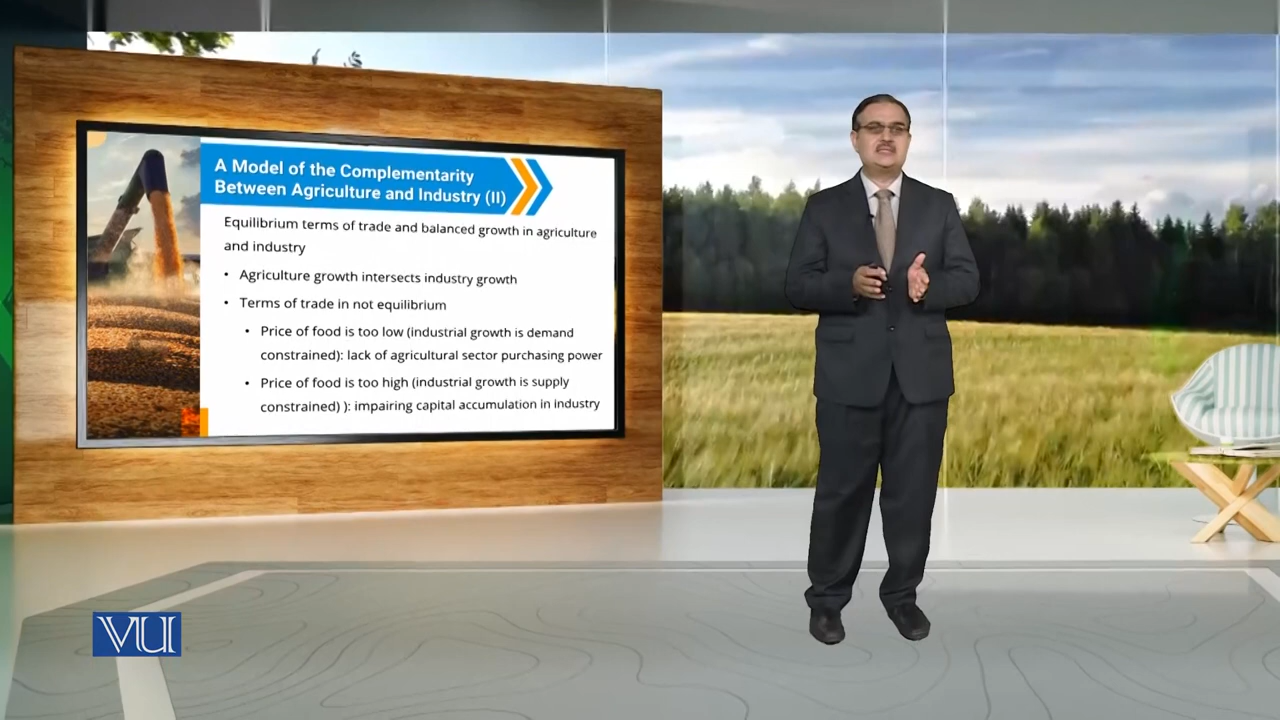 A Model of the Complementarity
Between Agriculture and Industry (II)
Equilibrium terms of trade and balanced growth in agriculture
and industry
• Agriculture growth intersects industry growth
• Terms of trade in not equilibrium
• Price of food is too low (industrial growth is demand
constrained): lack of agricultural sector purchasing power
• Price of food is too high (industrial growth is supply
constrained) ): impairing capital accumulation in industry
VU